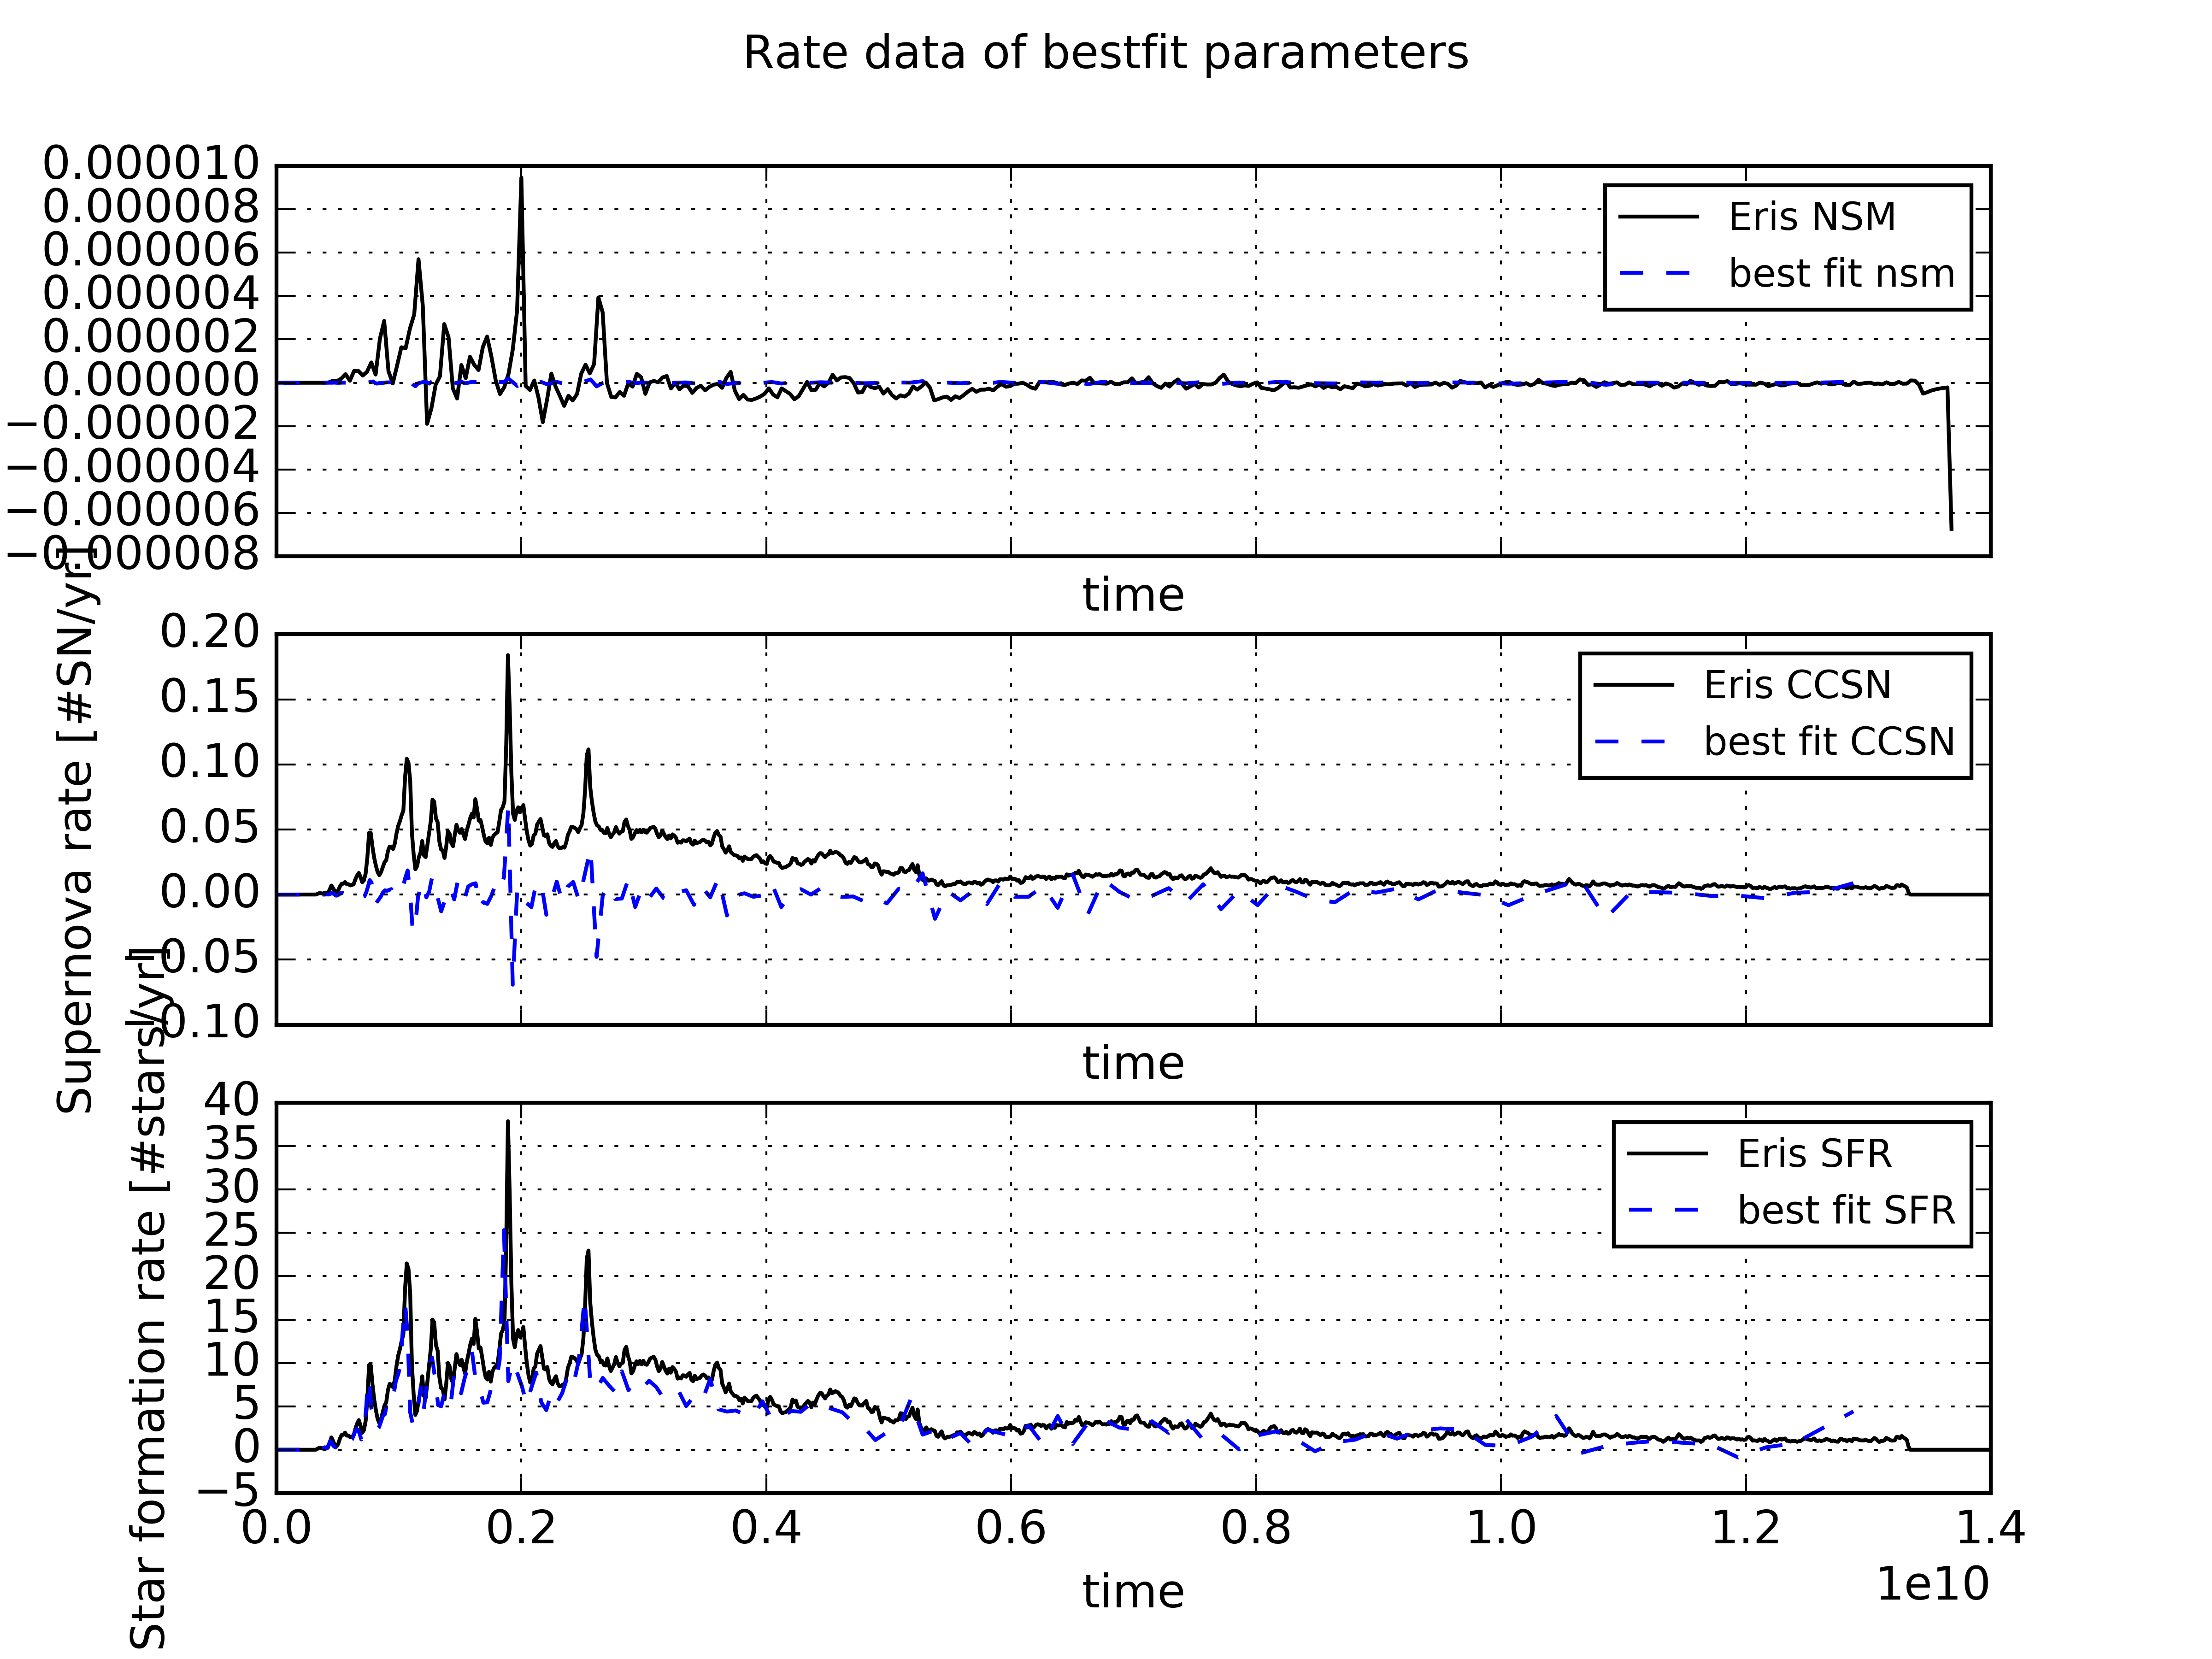 Rate data of bestfit parameters
0.000010
0.000008
0.000006
0.000004
0.000002
0.000000
−0.000002
−0.000004
−0.000006
−0.000008
Eris NSM
best fit nsm
time
Supernova rate [#SN/yr]
0.20
0.15
0.10
0.05
0.00
−0.05
−0.10
Eris CCSN
best fit CCSN
time
Star formation rate [#stars/yr]
40
35
30
25
20
15
10
5
0
−5
Eris SFR
best fit SFR
0.0 0.2 0.4 0.6 0.8 1.0 1.2 1.4
time
1e10